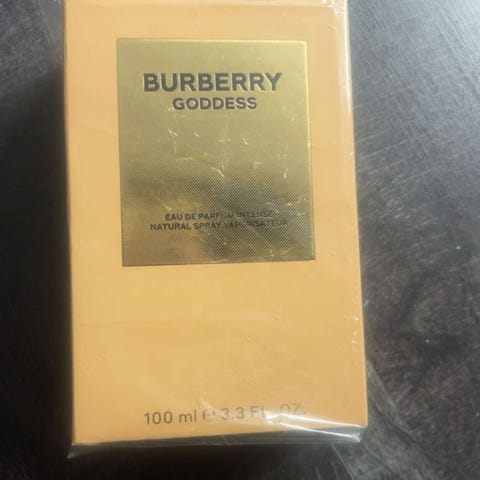 BURBERRY
GODDESS
EAU DE PARFUM INTENSE
NATURAL SPRAY VAPORISATEUR
100 ml ℮ 3.3 FL. OZ.